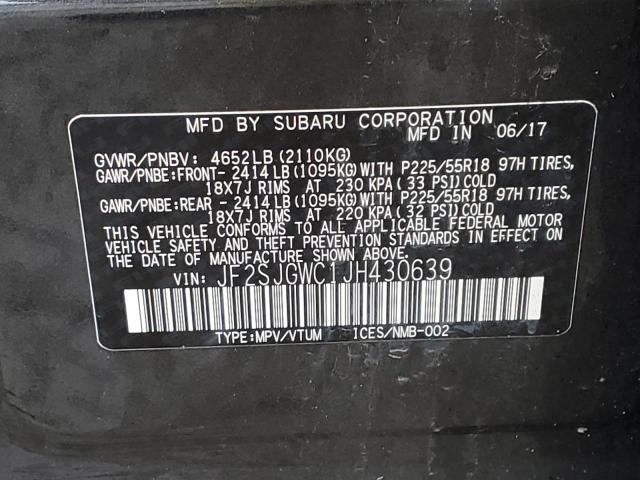 MFD BY SUBARU CORPORATION
MFD IN 06/17
GVWR/PNBV: 4652LB(2110KG)
GAWR/PNBE:FRONT- 2414LB(1095KG)WITH P225/55R18 97H TIRES,
18X7J RIMS AT 230 KPA(33 PSI)COLD
GAWR/PNBE:REAR - 2414LB(1095KG)WITH P225/55R18 97H TIRES,
18X7J RIMS AT 220 KPA(32 PSI)COLD
THIS VEHICLE CONFORMS TO ALL APPLICABLE FEDERAL MOTOR
VEHICLE SAFETY AND THEFT PREVENTION STANDARDS IN EFFECT ON
THE DATE OF MANUFACTURE SHOWN ABOVE.
VIN: JF2SJGWC1JH430639
TYPE:MPV/VTUM ICES/NMB-002